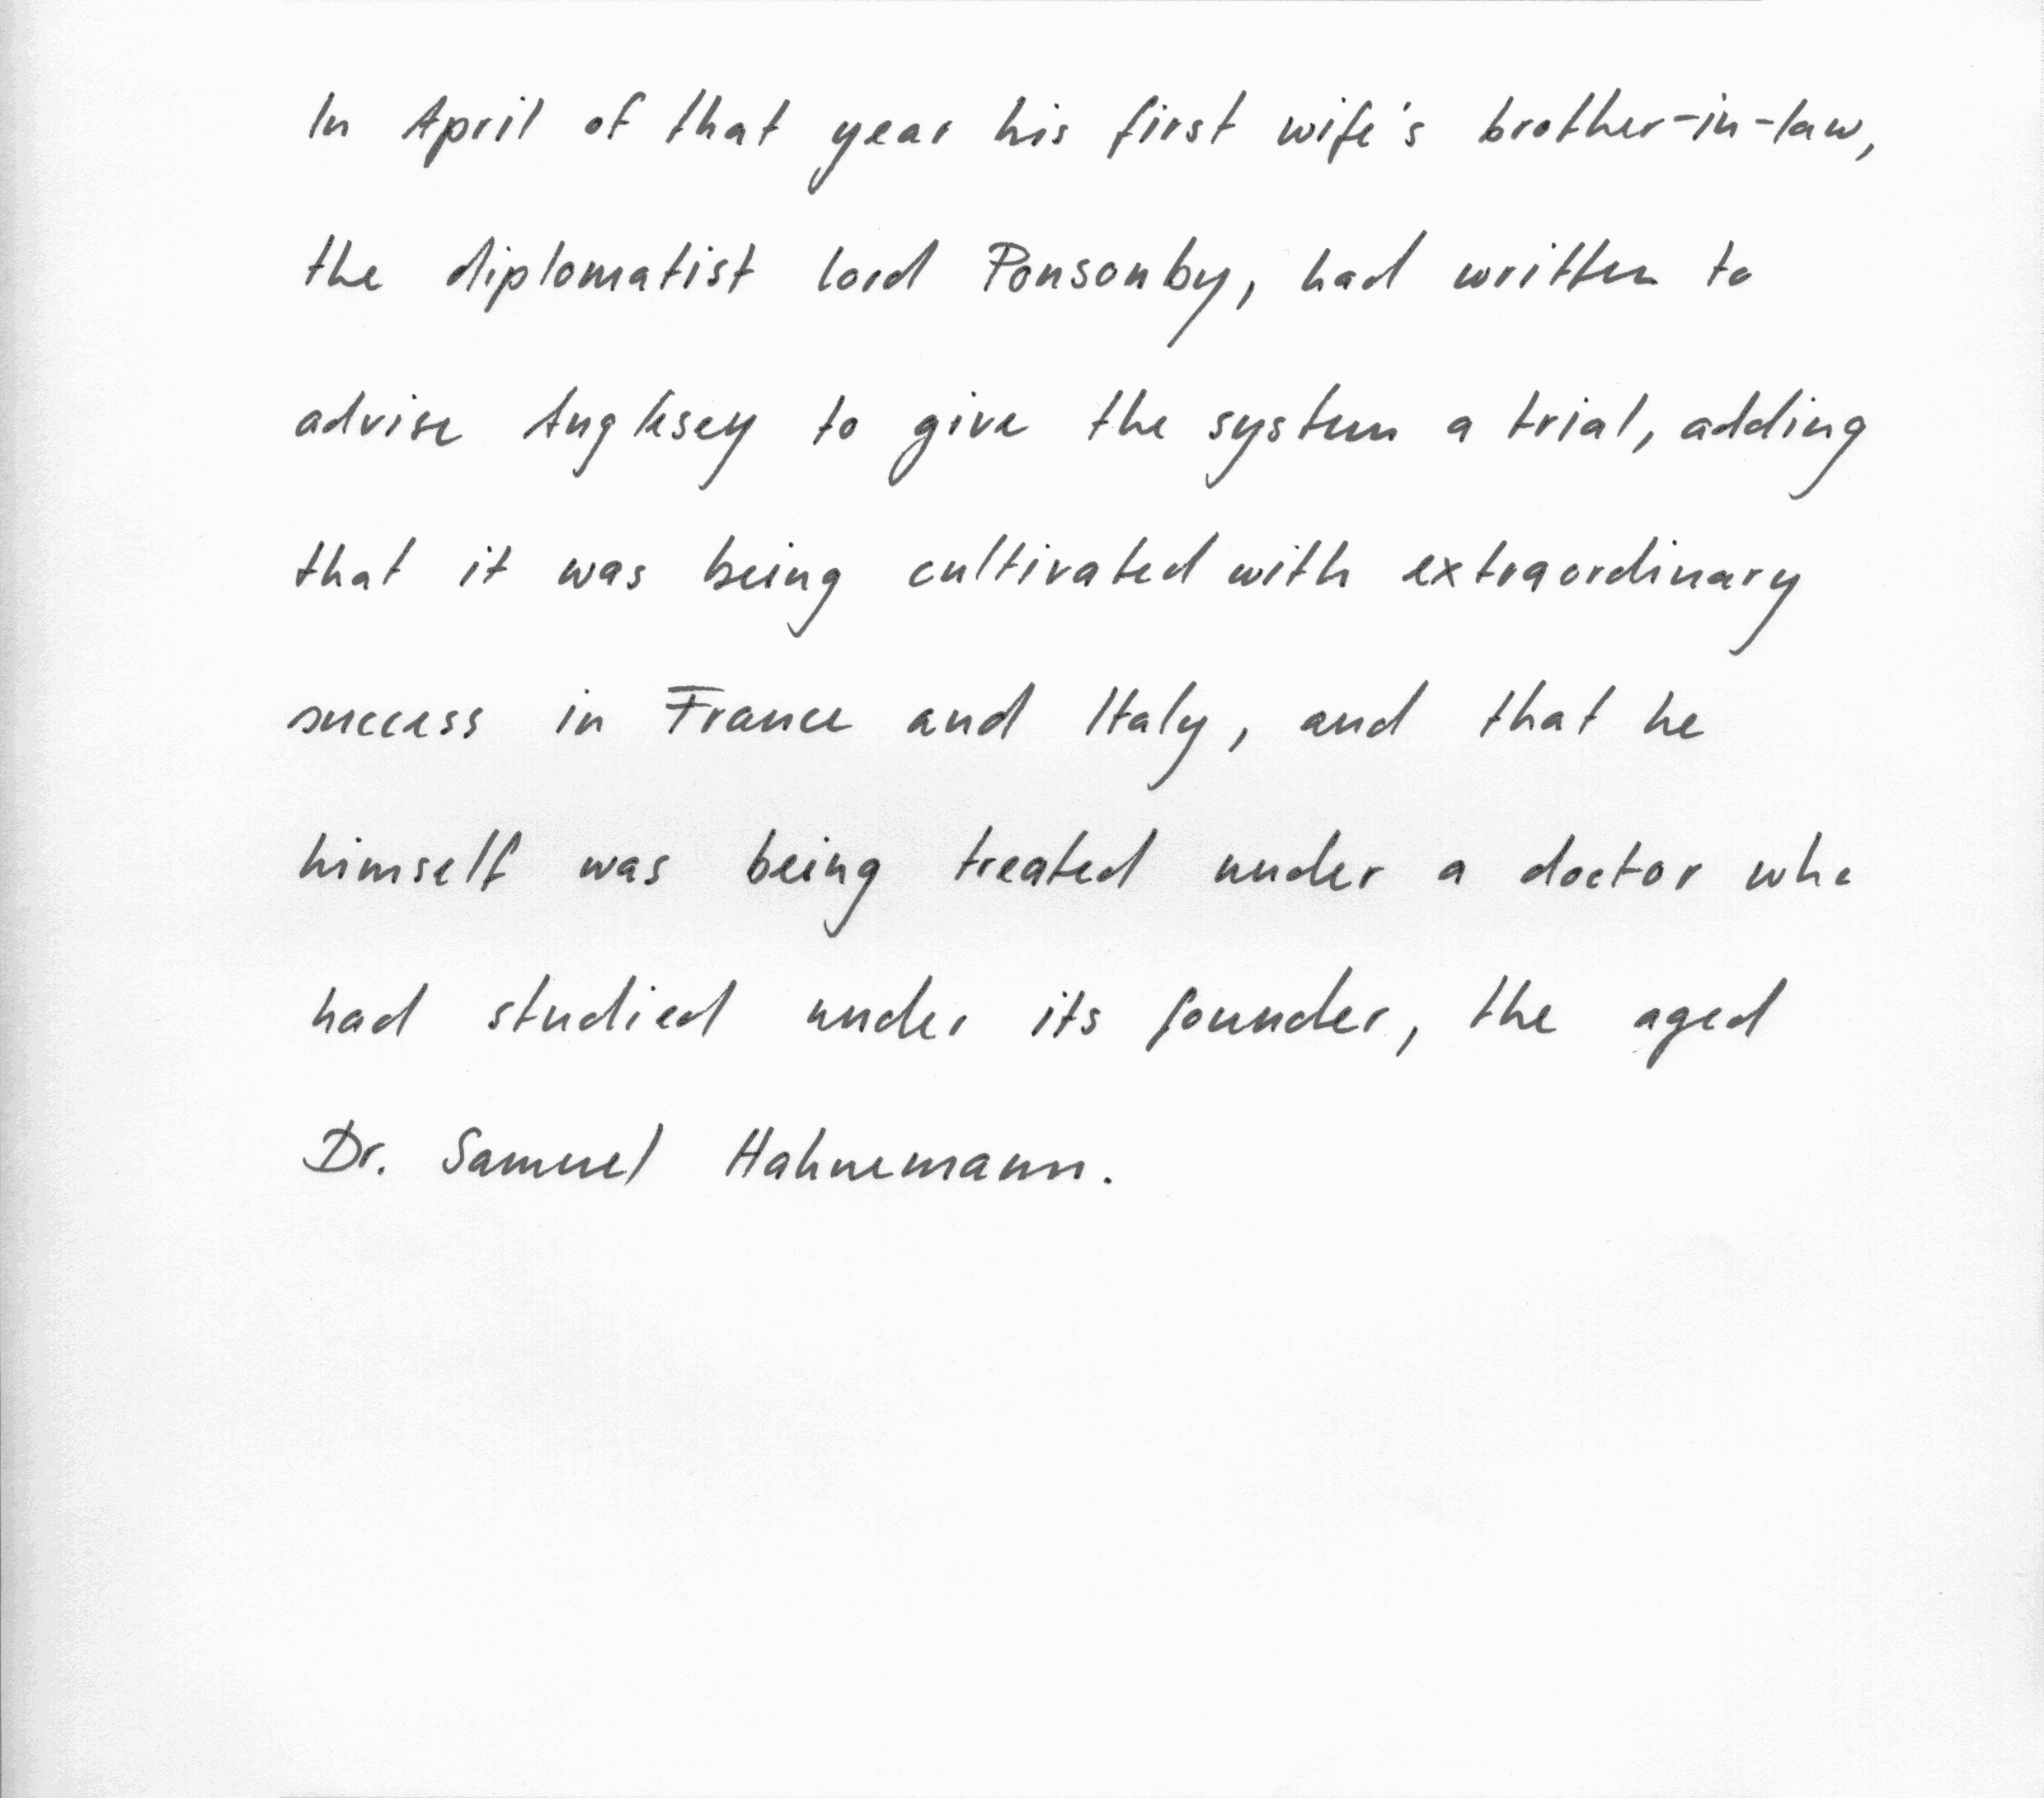 In April of that year his first wife's brother-in-law,
the diplomatist lord Ponsonby, had written to
advise Anglesey to give the system a trial, adding
that it was being cultivated with extraordinary
success in France and Italy, and that he
himself was being treated under a doctor who
had studied under its founder, the aged
Dr. Samuel Hahnemann.